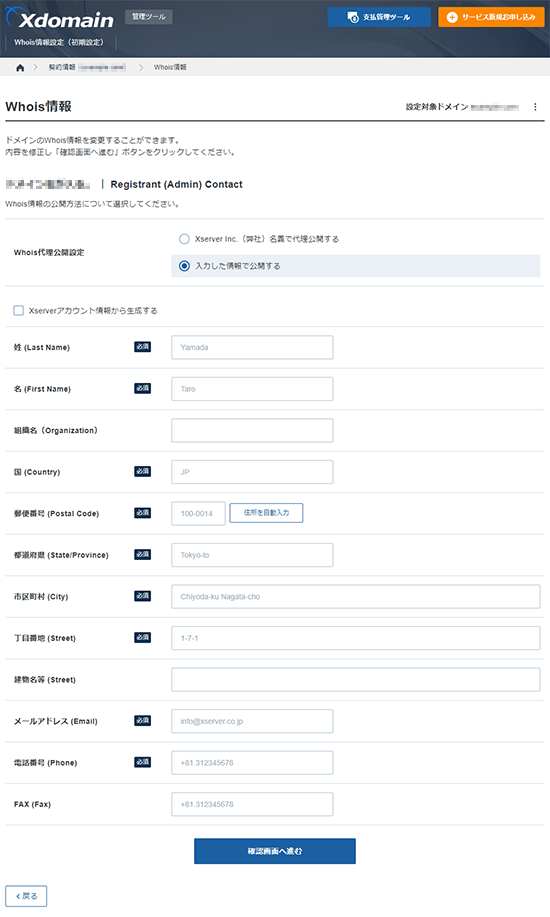 Xdomain 管理ツール 支払管理ツール サービス新規お申し込み
Whois情報設定（初期設定）
契約情報 Whois情報
Whois情報 設定対象ドメイン
ドメインのWhois情報を変更することができます。
内容を修正し「確認画面へ進む」ボタンをクリックしてください。
| Registrant (Admin) Contact
Whois情報の公開方法について選択してください。
Whois代理公開設定
Xserver Inc.（弊社）名義で代理公開する
入力した情報で公開する
Xserverアカウント情報から生成する
姓 (Last Name) 必須 Yamada
名 (First Name) 必須 Taro
組織名（Organization）
国 (Country) 必須 JP
郵便番号 (Postal Code) 必須 100-0014 住所を自動入力
都道府県 (State/Province) 必須 Tokyo-to
市区町村 (City) 必須 Chiyoda-ku Nagata-cho
丁目番地 (Street) 必須 1-7-1
建物名等 (Street)
メールアドレス (Email) 必須 info@xserver.co.jp
電話番号 (Phone) 必須 +81.312345678
FAX (Fax) +81.312345678
確認画面へ進む
戻る